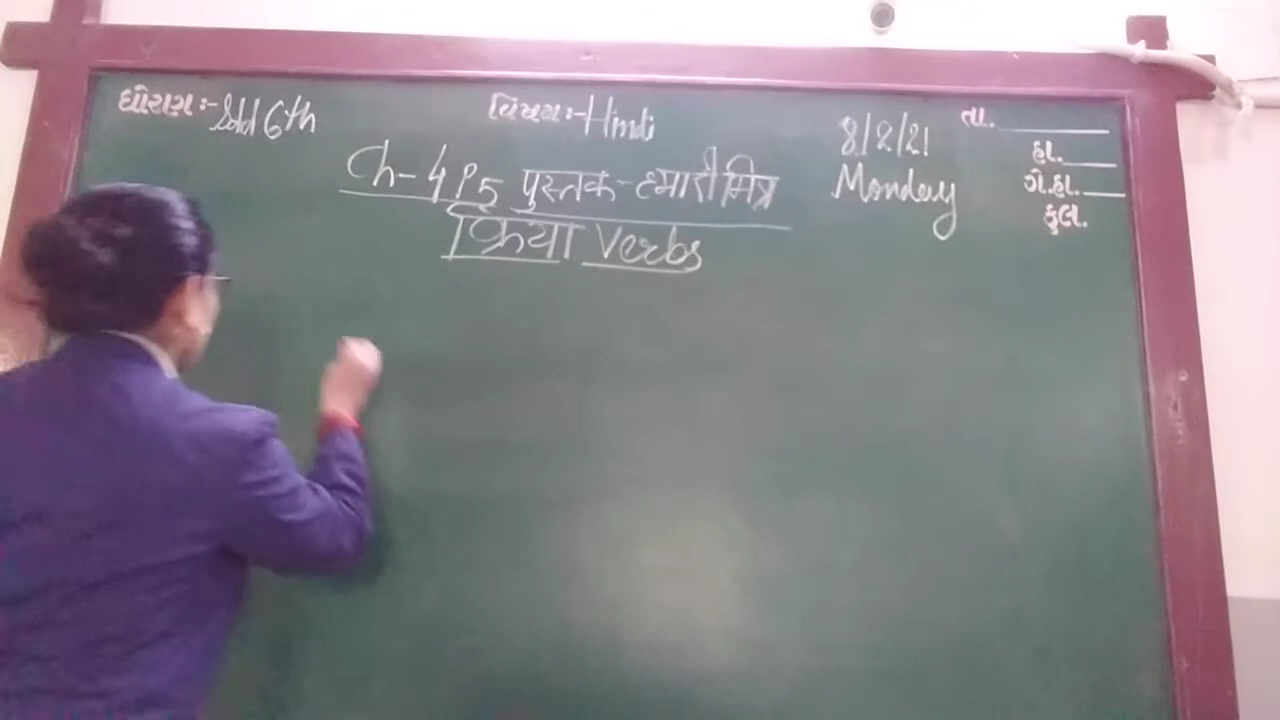 ધોરણ:- Std 6th
વિષય:- Hindi
તા.
8/2/21
હા.
Monday
ગે.હા.
કુલ.
Ch-4 P5 पुस्तक-हमारी मित्र
क्रिया Verbs